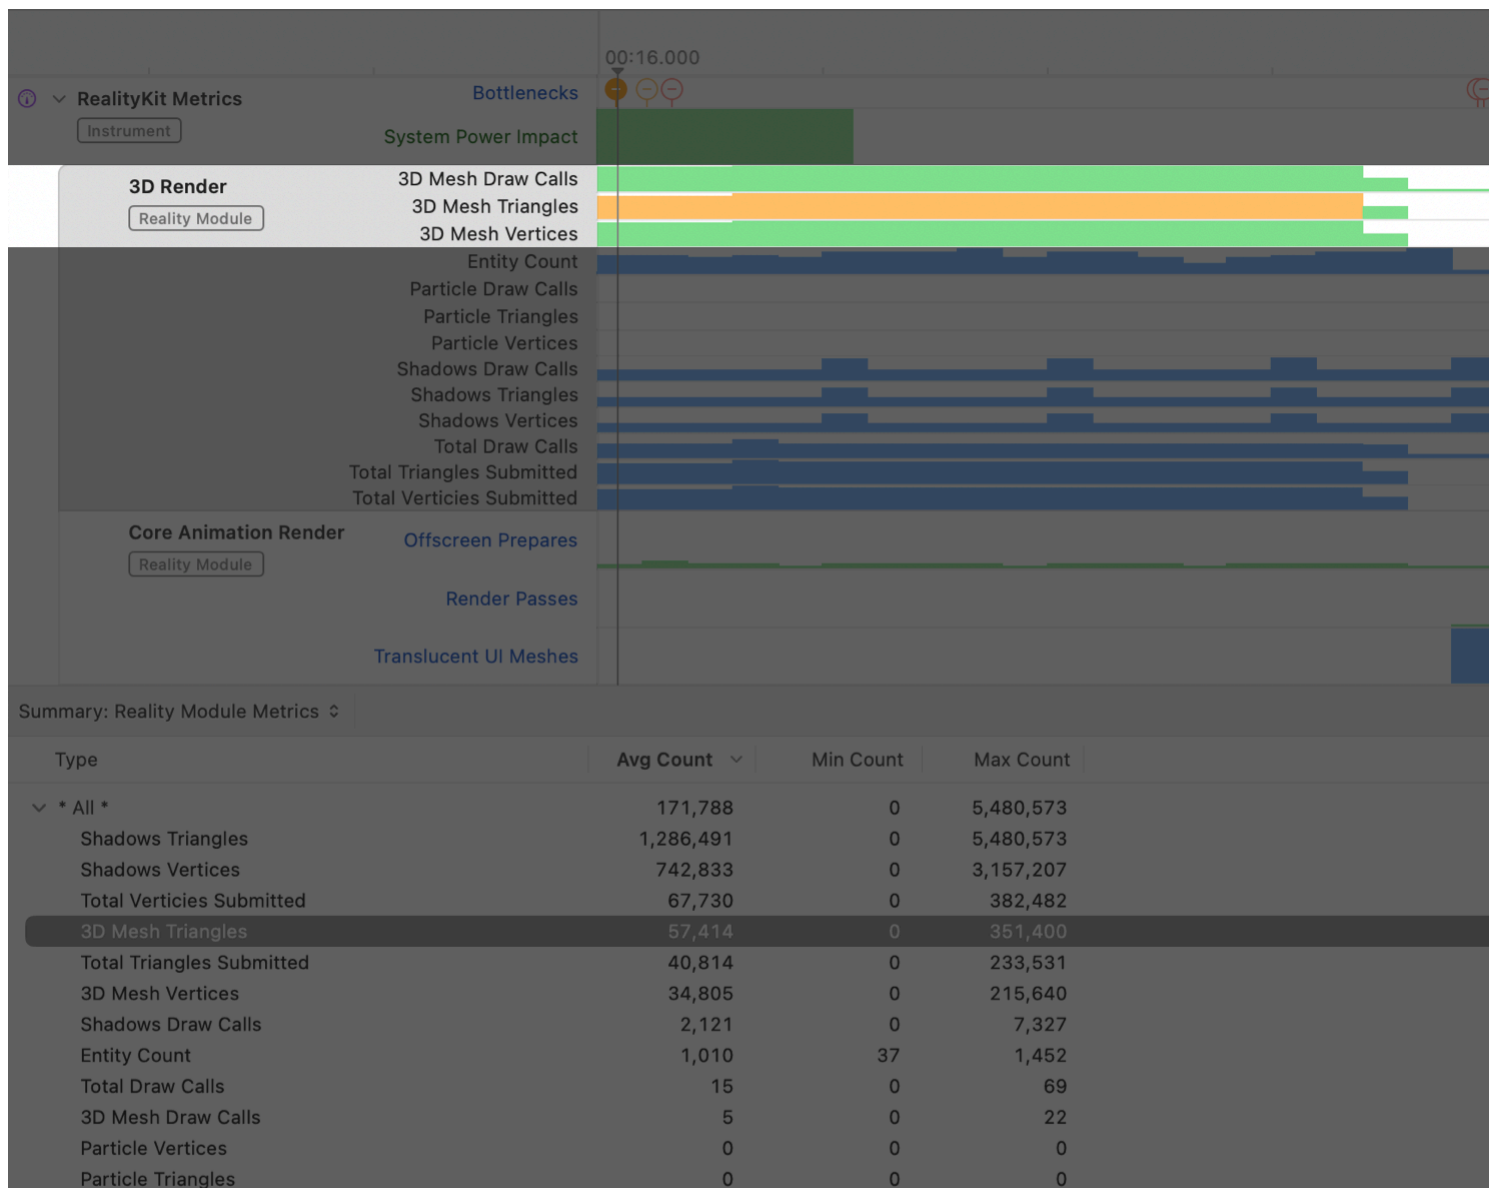 00:16.000
RealityKit Metrics
Instrument
Bottlenecks
System Power Impact
3D Render
Reality Module
3D Mesh Draw Calls
3D Mesh Triangles
3D Mesh Vertices
Entity Count
Particle Draw Calls
Particle Triangles
Particle Vertices
Shadows Draw Calls
Shadows Triangles
Shadows Vertices
Total Draw Calls
Total Triangles Submitted
Total Verticies Submitted
Core Animation Render
Reality Module
Offscreen Prepares
Render Passes
Translucent UI Meshes
Summary: Reality Module Metrics
Type Avg Count Min Count Max Count
* All * 171,788 0 5,480,573
Shadows Triangles 1,286,491 0 5,480,573
Shadows Vertices 742,833 0 3,157,207
Total Verticies Submitted 67,730 0 382,482
3D Mesh Triangles 57,414 0 351,400
Total Triangles Submitted 40,814 0 233,531
3D Mesh Vertices 34,805 0 215,640
Shadows Draw Calls 2,121 0 7,327
Entity Count 1,010 37 1,452
Total Draw Calls 15 0 69
3D Mesh Draw Calls 5 0 22
Particle Vertices 0 0 0
Particle Triangles 0 0 0